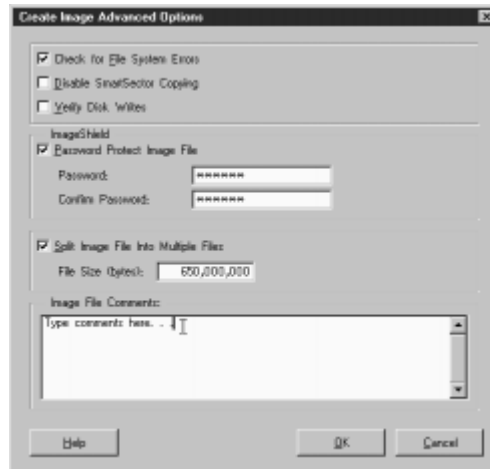 Create Image Advanced Options
Check for File System Errors
Disable SmartSector Copying
Verify Disk Writes
ImageShield
Password Protect Image File
Password: ******
Confirm Password: ******
Split Image File Into Multiple Files
File Size (bytes): 650,000,000
Image File Comments:
Type comments here. . .
Help
OK
Cancel